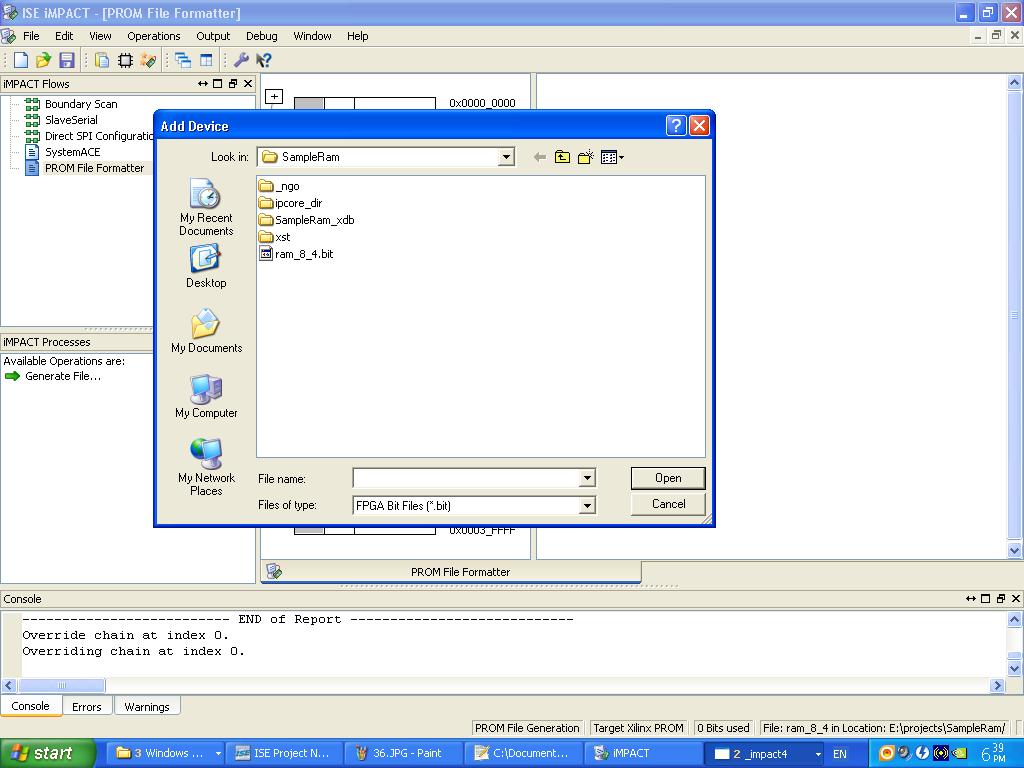 ISE iMPACT - [PROM File Formatter]
File Edit View Operations Output Debug Window Help
iMPACT Flows
Boundary Scan
SlaveSerial
Direct SPI Configuratio
SystemACE
PROM File Formatter
0x0000_0000
Add Device
Look in: SampleRam
_ngo
ipcore_dir
SampleRam_xdb
xst
ram_8_4.bit
My Recent
Documents
Desktop
My Documents
My Computer
My Network
Places
File name:
Open
Files of type: FPGA Bit Files (*.bit)
Cancel
iMPACT Processes
Available Operations are:
Generate File...
0x0003_FFFF
PROM File Formatter
Console
--------------------------- END of Report -----------------------------
Override chain at index 0.
Overriding chain at index 0.
Console Errors Warnings
PROM File Generation Target Xilinx PROM 0 Bits used File: ram_8_4 in Location: E:\projects\SampleRam/
start 3 Windows ... ISE Project N... 36.JPG - Paint C:\Document... iMPACT 2 _impact4 EN 6:39 PM